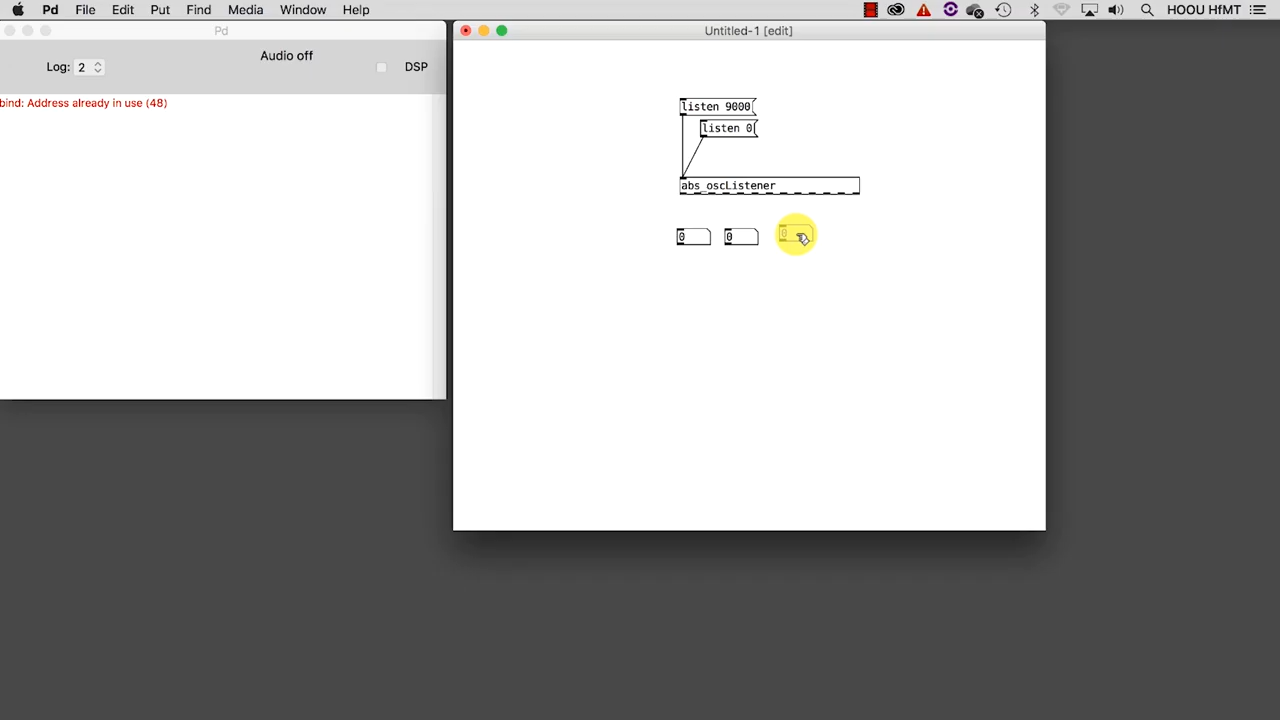 Pd File Edit Put Find Media Window Help HOOU HfMT
Pd
Untitled-1 [edit]
Audio off
Log: 2 DSP
bind: Address already in use (48)
listen 9000
listen 0
abs_oscListener
0 0 0